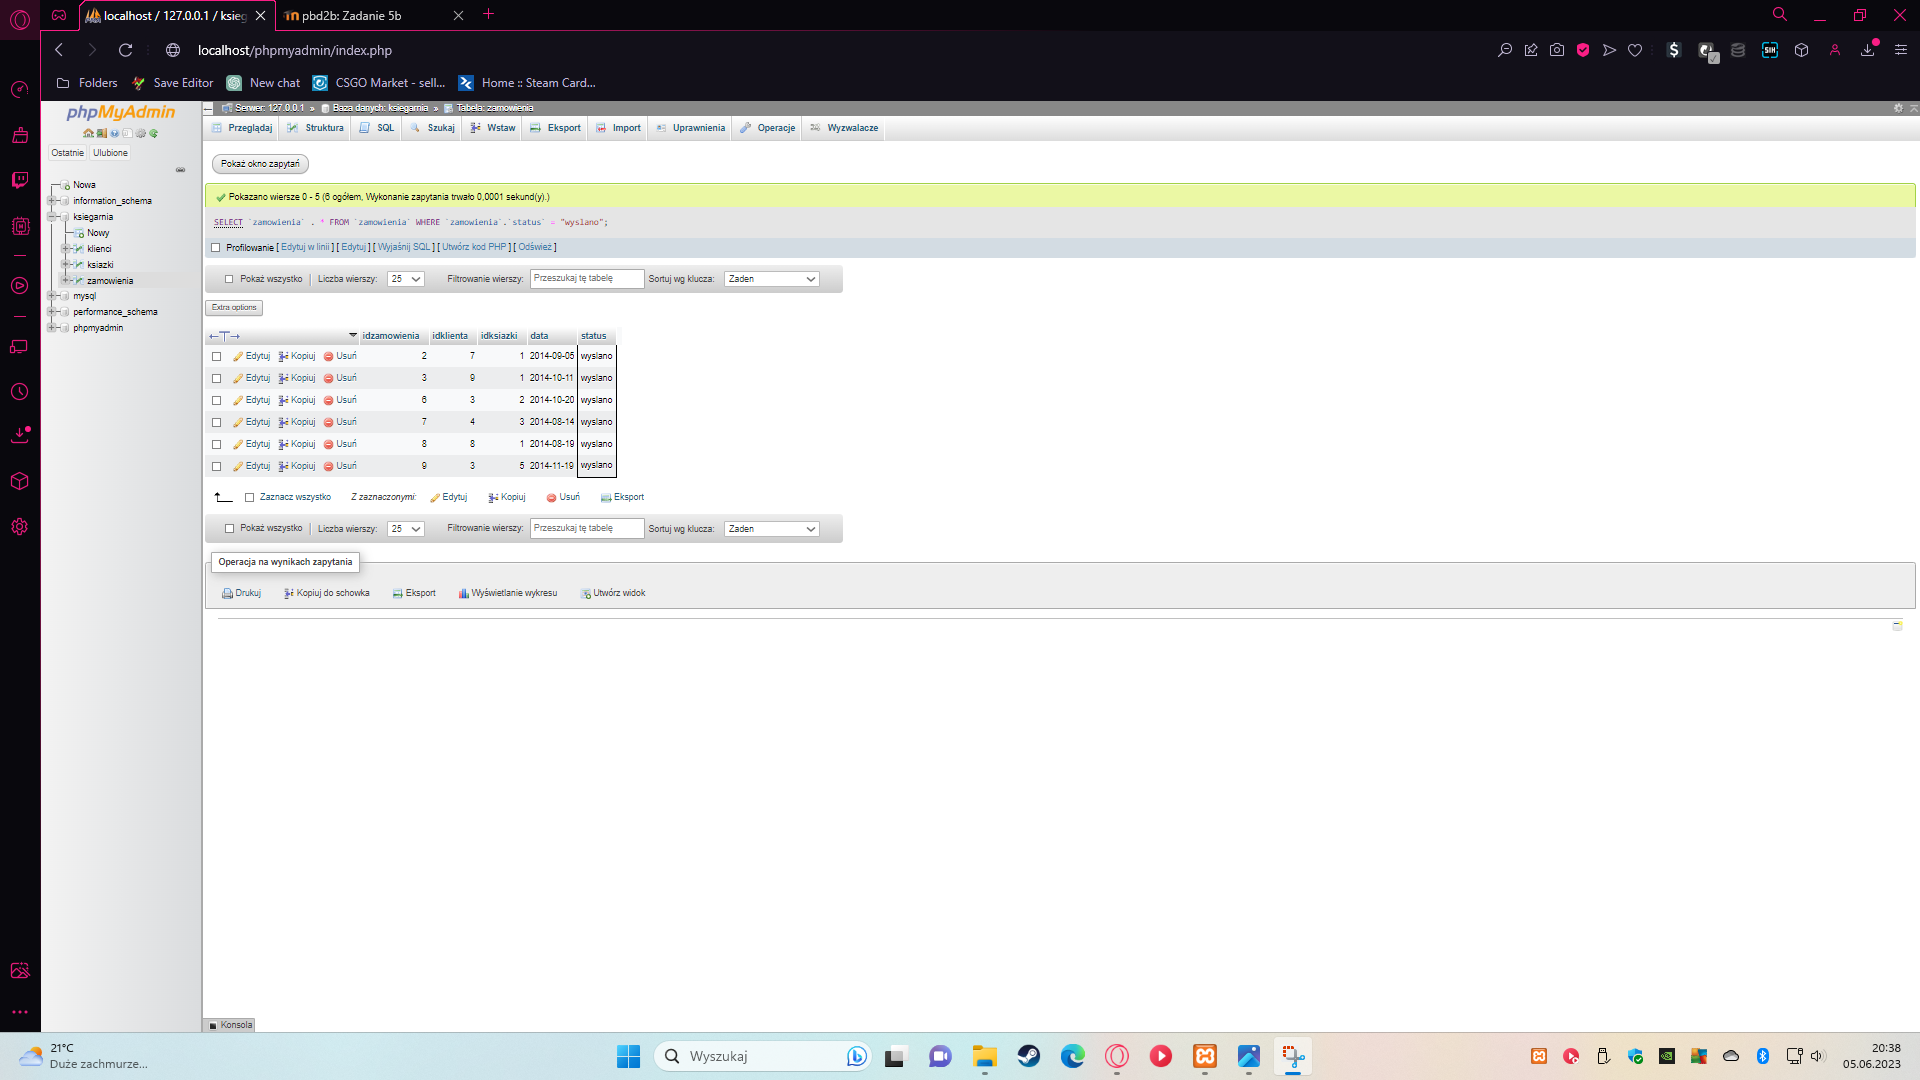 localhost / 127.0.0.1 / ksieg
pbd2b: Zadanie 5b
localhost/phpmyadmin/index.php
Folders
Save Editor
New chat
CSGO Market - sell...
Home :: Steam Card...
phpMyAdmin
Ostatnie
Ulubione
Nowa
information_schema
ksiegarnia
Nowy
klienci
ksiazki
zamowienia
mysql
performance_schema
phpmyadmin
Serwer: 127.0.0.1 » Baza danych: ksiegarnia » Tabela: zamowienia
Przeglądaj Struktura SQL Szukaj Wstaw Eksport Import Uprawnienia Operacje Wyzwalacze
Pokaż okno zapytań
Pokazano wiersze 0 - 5 (6 ogółem, Wykonanie zapytania trwało 0,0001 sekund(y).)
SELECT `zamowienia` . * FROM `zamowienia` WHERE `zamowienia`.`status` = "wyslano";
Profilowanie [ Edytuj w linii ] [ Edytuj ] [ Wyjaśnij SQL ] [ Utwórz kod PHP ] [ Odśwież ]
Pokaż wszystko | Liczba wierszy: 25 Filtrowanie wierszy: Przeszukaj tę tabelę Sortuj wg klucza: Żaden
Extra options
←T→ idzamowienia idklienta idksiazki data status
Edytuj Kopiuj Usuń 2 7 1 2014-09-05 wyslano
Edytuj Kopiuj Usuń 3 9 1 2014-10-11 wyslano
Edytuj Kopiuj Usuń 6 3 2 2014-10-20 wyslano
Edytuj Kopiuj Usuń 7 4 3 2014-08-14 wyslano
Edytuj Kopiuj Usuń 8 8 1 2014-08-19 wyslano
Edytuj Kopiuj Usuń 9 3 5 2014-11-19 wyslano
Zaznacz wszystko Z zaznaczonymi: Edytuj Kopiuj Usuń Eksport
Pokaż wszystko | Liczba wierszy: 25 Filtrowanie wierszy: Przeszukaj tę tabelę Sortuj wg klucza: Żaden
Operacja na wynikach zapytania
Drukuj Kopiuj do schowka Eksport Wyświetlanie wykresu Utwórz widok
Konsola
21°C
Duże zachmurze...
Wyszukaj
20:38
05.06.2023